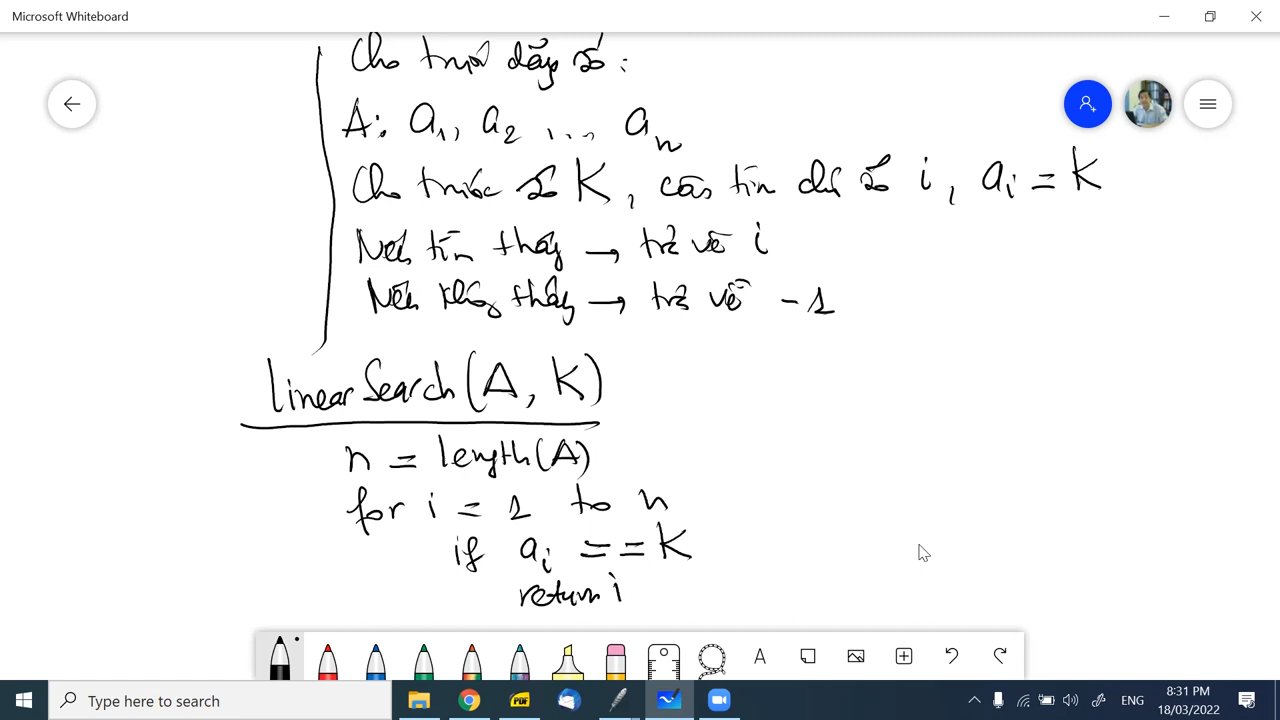 Microsoft Whiteboard
Cho trước dãy số:
A: a1, a2 ... an
Cho trước số K, cần tìm chỉ số i, ai = K
Nếu tìm thấy → trả về i
Nếu không thấy → trả về -1
linearSearch(A, K)
n = length(A)
for i = 1 to n
if ai == K
return i
A
Type here to search
PDF
ENG
8:31 PM
18/03/2022